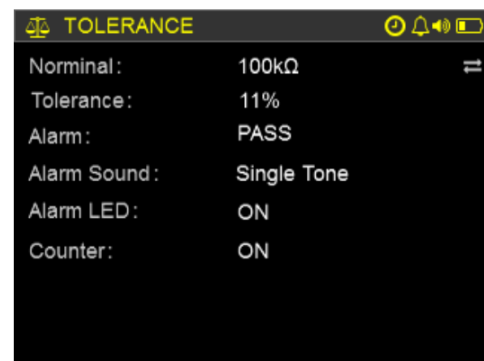 TOLERANCE
Norminal: 100kΩ
Tolerance: 11%
Alarm: PASS
Alarm Sound: Single Tone
Alarm LED: ON
Counter: ON